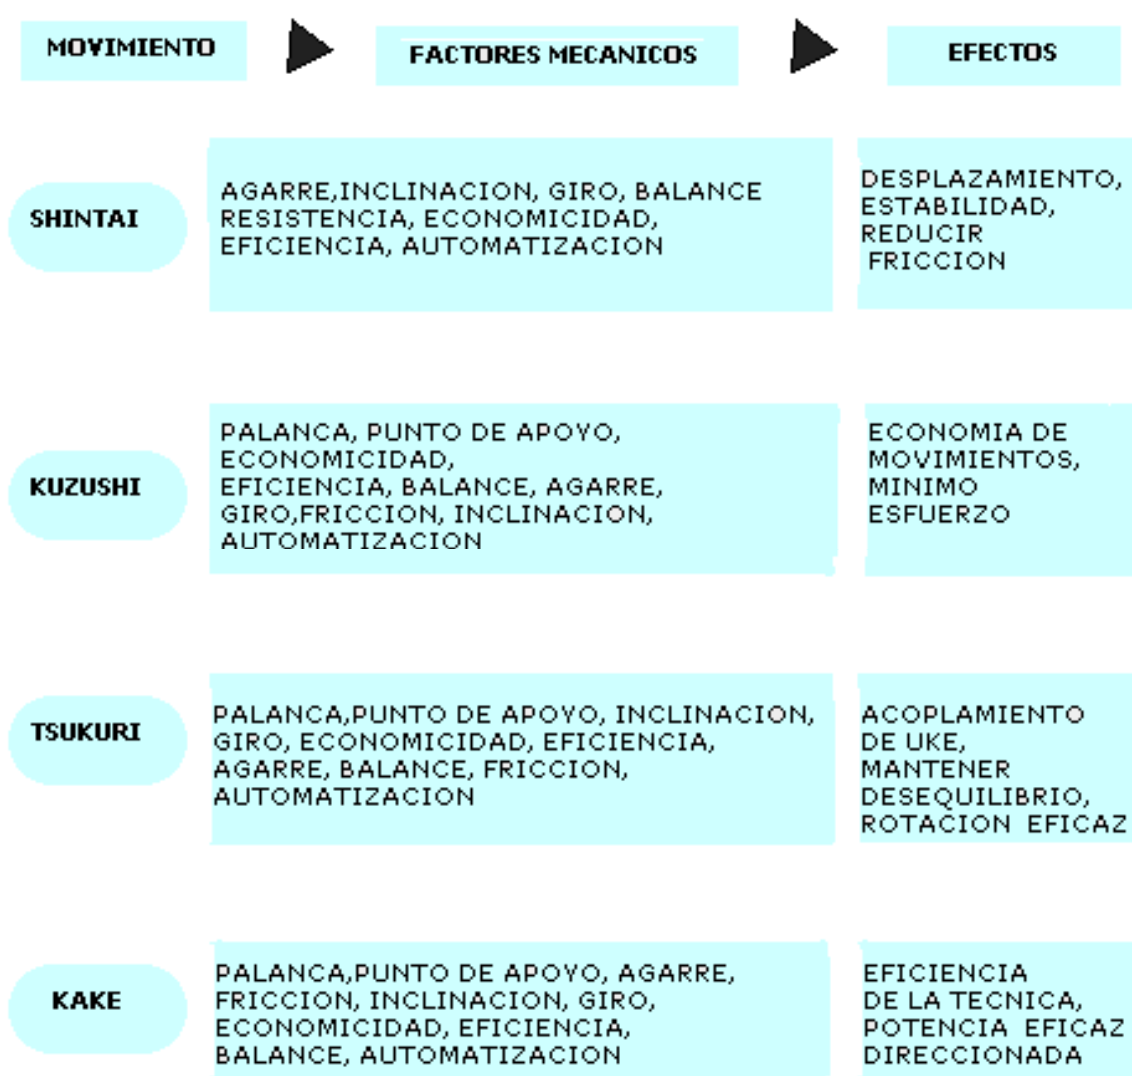 MOVIMIENTO
FACTORES MECANICOS
EFECTOS
SHINTAI
AGARRE,INCLINACION, GIRO, BALANCE
RESISTENCIA, ECONOMICIDAD,
EFICIENCIA, AUTOMATIZACION
DESPLAZAMIENTO,
ESTABILIDAD,
REDUCIR
FRICCION
KUZUSHI
PALANCA, PUNTO DE APOYO,
ECONOMICIDAD,
EFICIENCIA, BALANCE, AGARRE,
GIRO,FRICCION, INCLINACION,
AUTOMATIZACION
ECONOMIA DE
MOVIMIENTOS,
MINIMO
ESFUERZO
TSUKURI
PALANCA,PUNTO DE APOYO, INCLINACION,
GIRO, ECONOMICIDAD, EFICIENCIA,
AGARRE, BALANCE, FRICCION,
AUTOMATIZACION
ACOPLAMIENTO
DE UKE,
MANTENER
DESEQUILIBRIO,
ROTACION EFICAZ
KAKE
PALANCA,PUNTO DE APOYO, AGARRE,
FRICCION, INCLINACION, GIRO,
ECONOMICIDAD, EFICIENCIA,
BALANCE, AUTOMATIZACION
EFICIENCIA
DE LA TECNICA,
POTENCIA EFICAZ
DIRECCIONADA